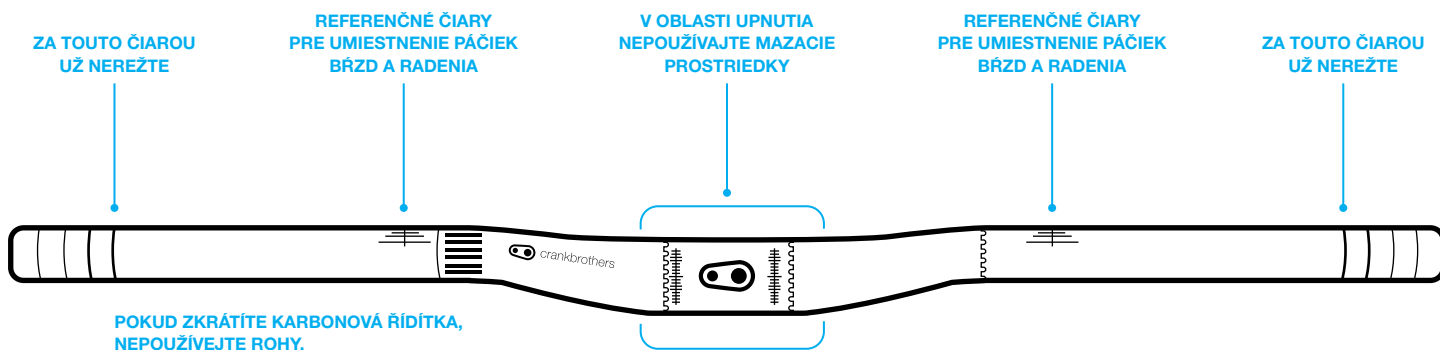 ZA TOUTO ČIAROU
UŽ NEREŽTE
REFERENČNÉ ČIARY
PRE UMIESTNENIE PÁČIEK
BŔZD A RADENIA
V OBLASTI UPNUTIA
NEPOUŽÍVAJTE MAZACIE
PROSTRIEDKY
REFERENČNÉ ČIARY
PRE UMIESTNENIE PÁČIEK
BŔZD A RADENIA
ZA TOUTO ČIAROU
UŽ NEREŽTE
crankbrothers
POKUD ZKRÁTÍTE KARBONOVÁ ŘÍDÍTKA,
NEPOUŽÍVEJTE ROHY.